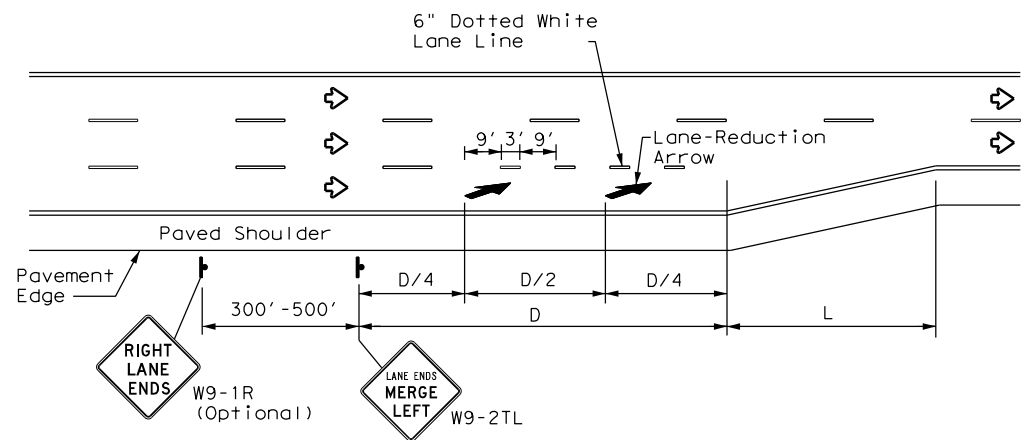 6" Dotted White
Lane Line
9' 3' 9'
Lane-Reduction
Arrow
Paved Shoulder
Pavement
Edge
D/4 D/2 D/4
300'-500' D L
RIGHT
LANE
ENDS
W9-1R
(Optional)
LANE ENDS
MERGE
LEFT
W9-2TL